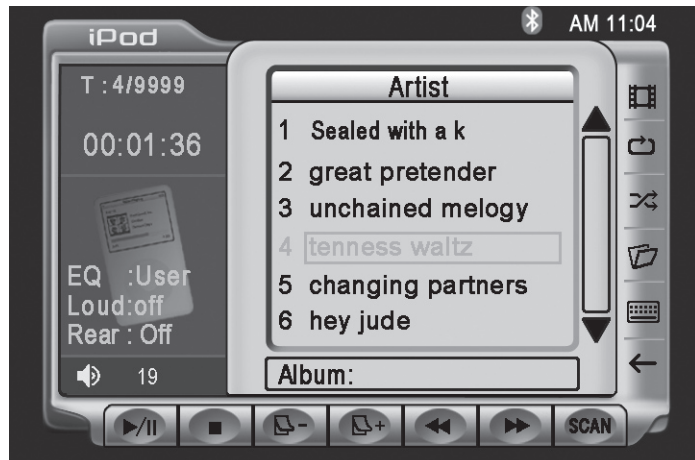 iPod
AM 11:04
T : 4/9999
00:01:36
EQ :User
Loud:off
Rear : Off
19
Artist
1 Sealed with a k
2 great pretender
3 unchained melogy
4 tenness waltz
5 changing partners
6 hey jude
Album:
SCAN